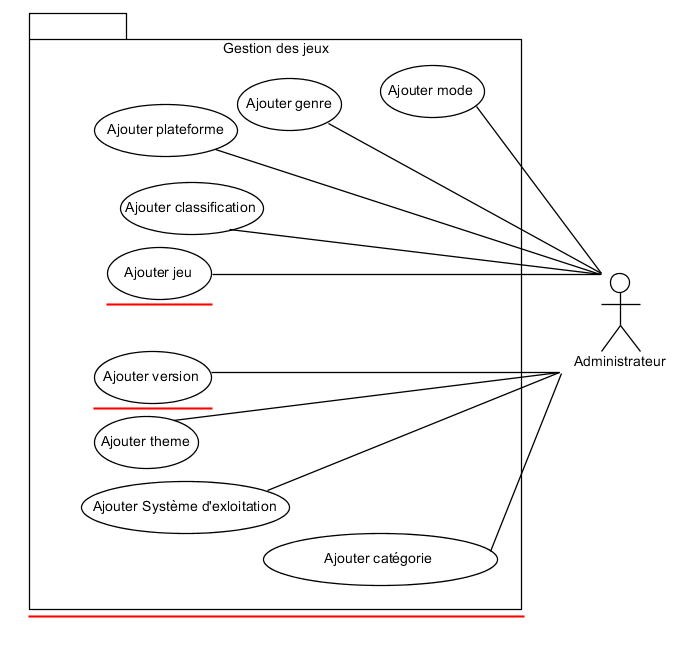 Gestion des jeux
Ajouter mode
Ajouter genre
Ajouter plateforme
Ajouter classification
Ajouter jeu
Administrateur
Ajouter version
Ajouter theme
Ajouter Système d'exloitation
Ajouter catégorie